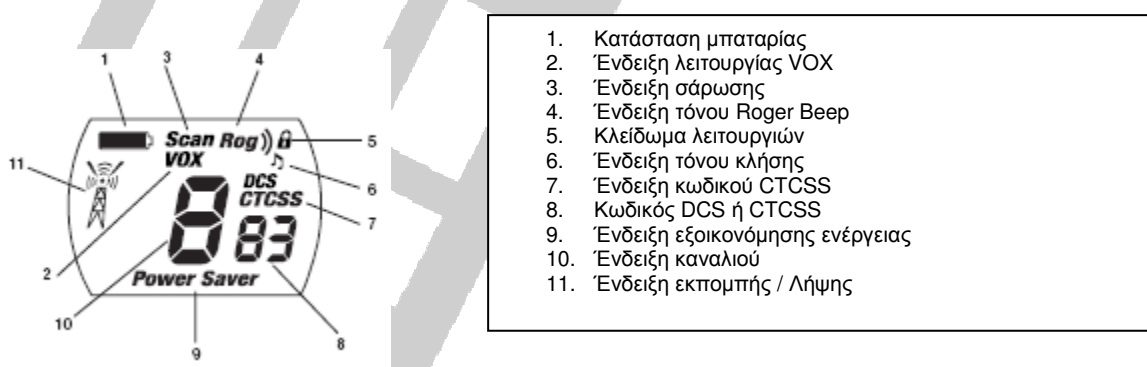 1 3 4
Scan Rog 5
VOX
11 6
DCS
CTCSS 7
8 83
2
Power Saver
10 9 8
1. Κατάσταση μπαταρίας
2. Ένδειξη λειτουργίας VOX
3. Ένδειξη σάρωσης
4. Ένδειξη τόνου Roger Beep
5. Κλείδωμα λειτουργιών
6. Ένδειξη τόνου κλήσης
7. Ένδειξη κωδικού CTCSS
8. Κωδικός DCS ή CTCSS
9. Ένδειξη εξοικονόμησης ενέργειας
10. Ένδειξη καναλιού
11. Ένδειξη εκπομπής / Λήψης